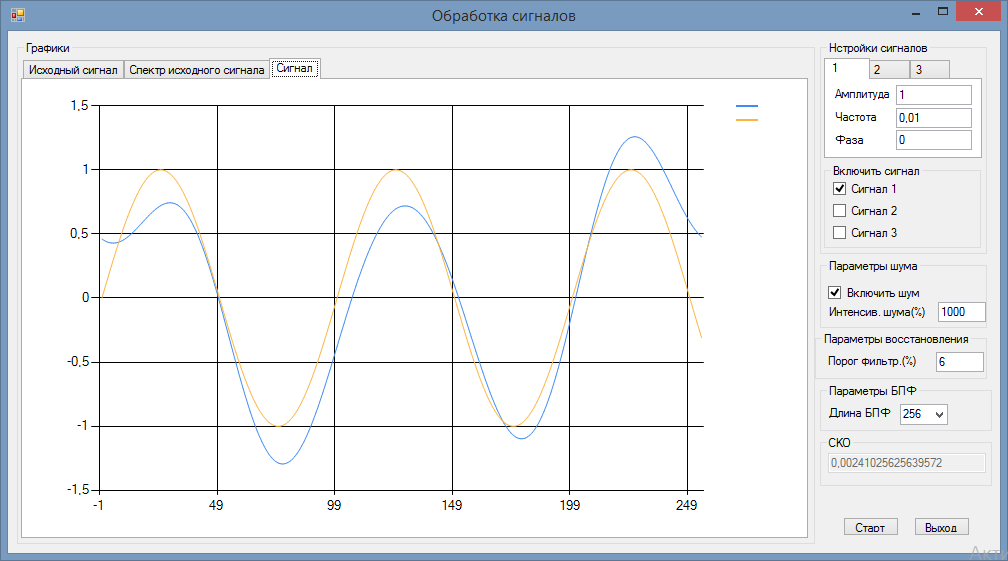 Обработка сигналов
Графики
Исходный сигнал
Спектр исходного сигнала
Сигнал
1,5
1
0,5
0
-0,5
-1
-1,5
-1
49
99
149
199
249
Нстройки сигналов
1
2
3
Амплитуда 1
Частота 0,01
Фаза 0
Включить сигнал
Сигнал 1
Сигнал 2
Сигнал 3
Параметры шума
Включить шум
Интенсив. шума(%) 1000
Параметры восстановления
Порог фильтр.(%) 6
Параметры БПФ
Длина БПФ 256
СКО
0,00241025625639572
Старт
Выход
Акти